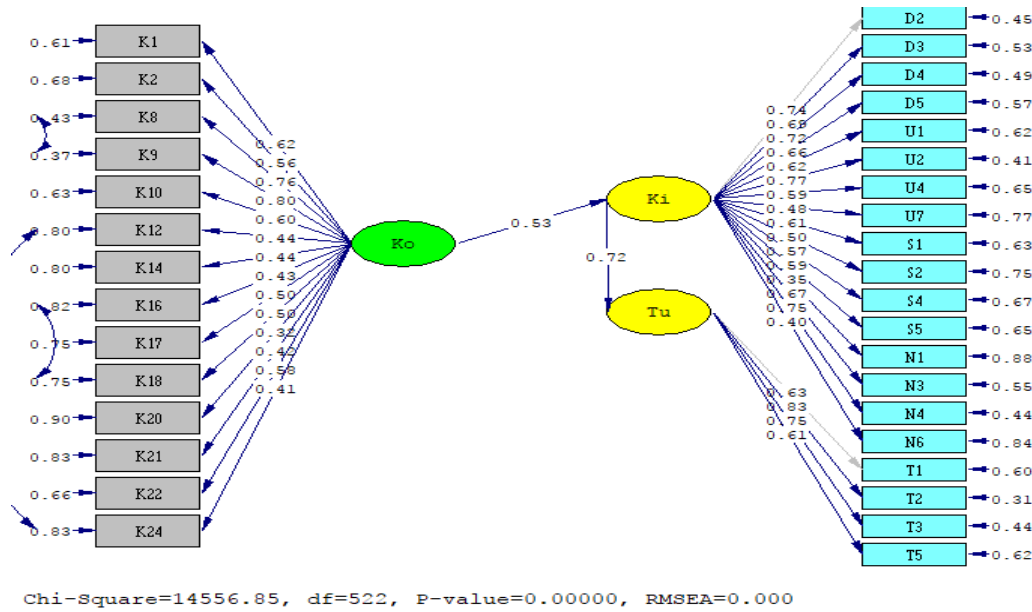 0.61 K1
0.68 K2
0.43 K8
0.37 K9
0.63 K10
0.80 K12
0.80 K14
0.82 K16
0.75 K17
0.75 K18
0.90 K20
0.83 K21
0.66 K22
0.83 K24
0.62
0.56
0.76
0.80
0.60
0.44
0.44
0.43
0.50
0.50
0.32
0.42
0.58
0.41
Ko
0.53
Ki
0.72
Tu
0.74
0.69
0.72
0.66
0.62
0.77
0.59
0.48
0.61
0.50
0.57
0.59
0.35
0.67
0.75
0.40
0.63
0.83
0.75
0.61
D2 0.45
D3 0.53
D4 0.49
D5 0.57
U1 0.62
U2 0.41
U4 0.65
U7 0.77
S1 0.63
S2 0.75
S4 0.67
S5 0.65
N1 0.88
N3 0.55
N4 0.44
N6 0.84
T1 0.60
T2 0.31
T3 0.44
T5 0.62
Chi-Square=14556.85, df=522, P-value=0.00000, RMSEA=0.000